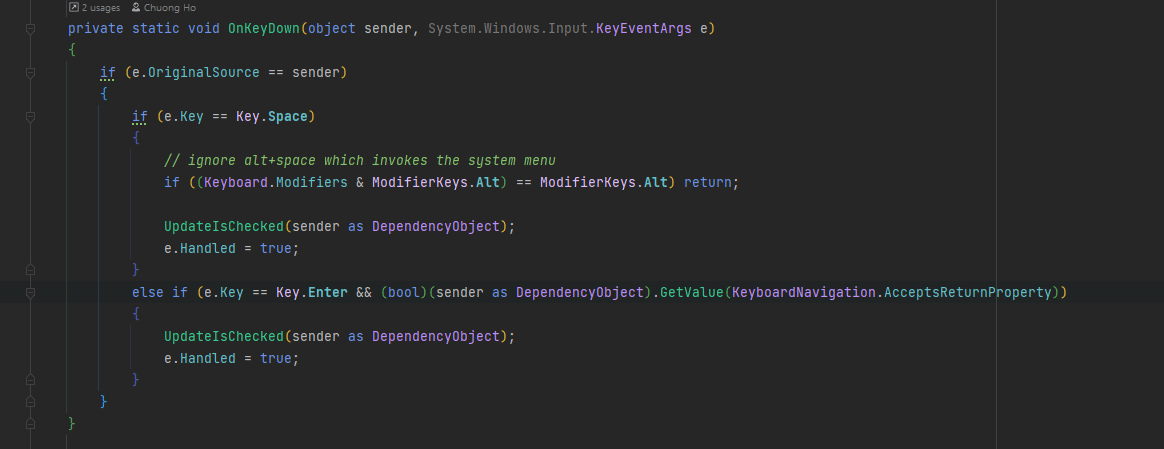 2 usages Chuong Ho
private static void OnKeyDown(object sender, System.Windows.Input.KeyEventArgs e)
{
if (e.OriginalSource == sender)
{
if (e.Key == Key.Space)
{
// ignore alt+space which invokes the system menu
if ((Keyboard.Modifiers & ModifierKeys.Alt) == ModifierKeys.Alt) return;
UpdateIsChecked(sender as DependencyObject);
e.Handled = true;
}
else if (e.Key == Key.Enter && (bool)(sender as DependencyObject).GetValue(KeyboardNavigation.AcceptsReturnProperty))
{
UpdateIsChecked(sender as DependencyObject);
e.Handled = true;
}
}
}